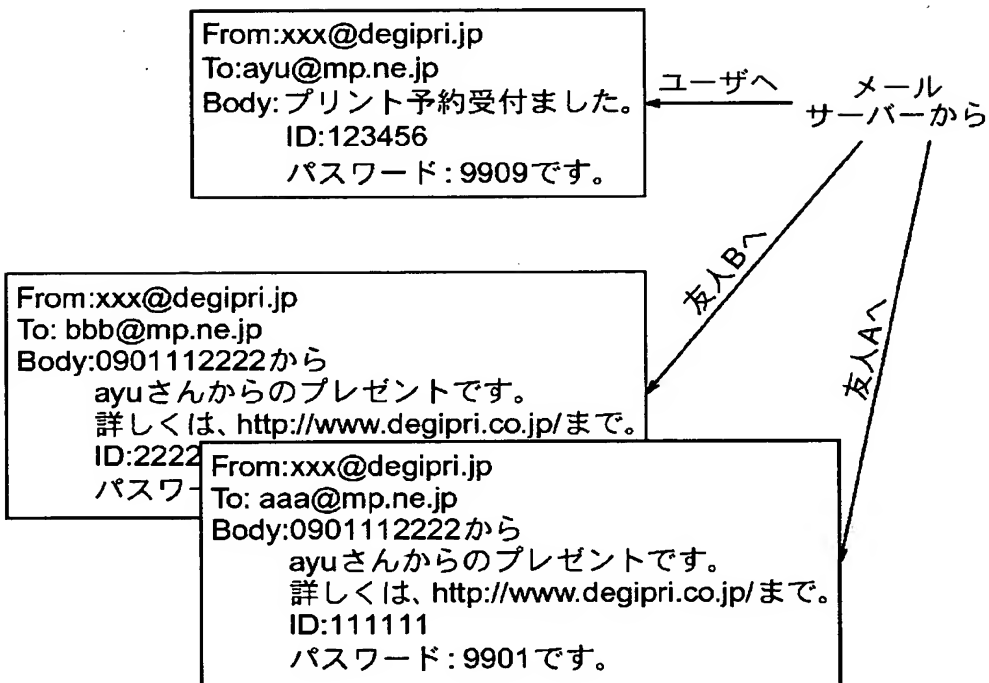 From:xxx@degipri.jp
To:ayu@mp.ne.jp
Body:プリント予約受付ました。
ID:123456
パスワード:9909です。
ユーザへ
メール
サーバーから
友人Bへ
友人Aへ
From:xxx@degipri.jp
To: bbb@mp.ne.jp
Body:0901112222から
ayuさんからのプレゼントです。
詳しくは、http://www.degipri.co.jp/まで。
ID:2222
パスワ
From:xxx@degipri.jp
To: aaa@mp.ne.jp
Body:0901112222から
ayuさんからのプレゼントです。
詳しくは、http://www.degipri.co.jp/まで。
ID:111111
パスワード:9901です。